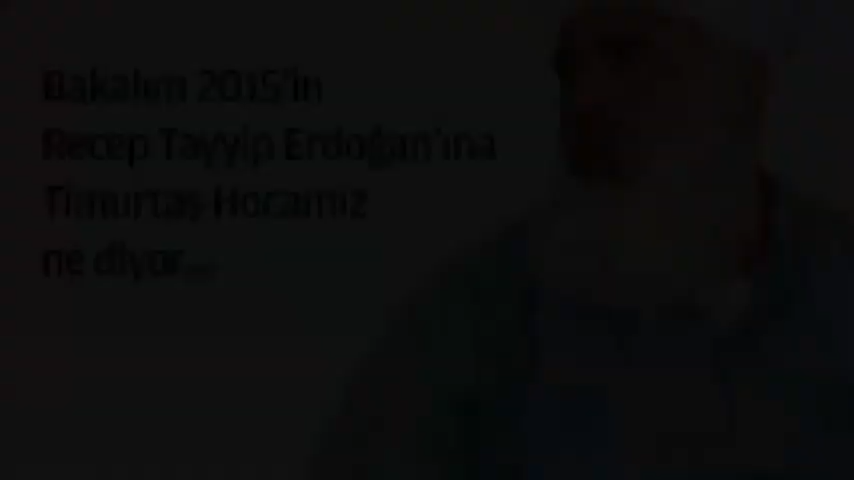 Bakalım 2015'in
Recep Tayyip Erdoğan'ına
Timurtaş Hocamız
ne diyor...